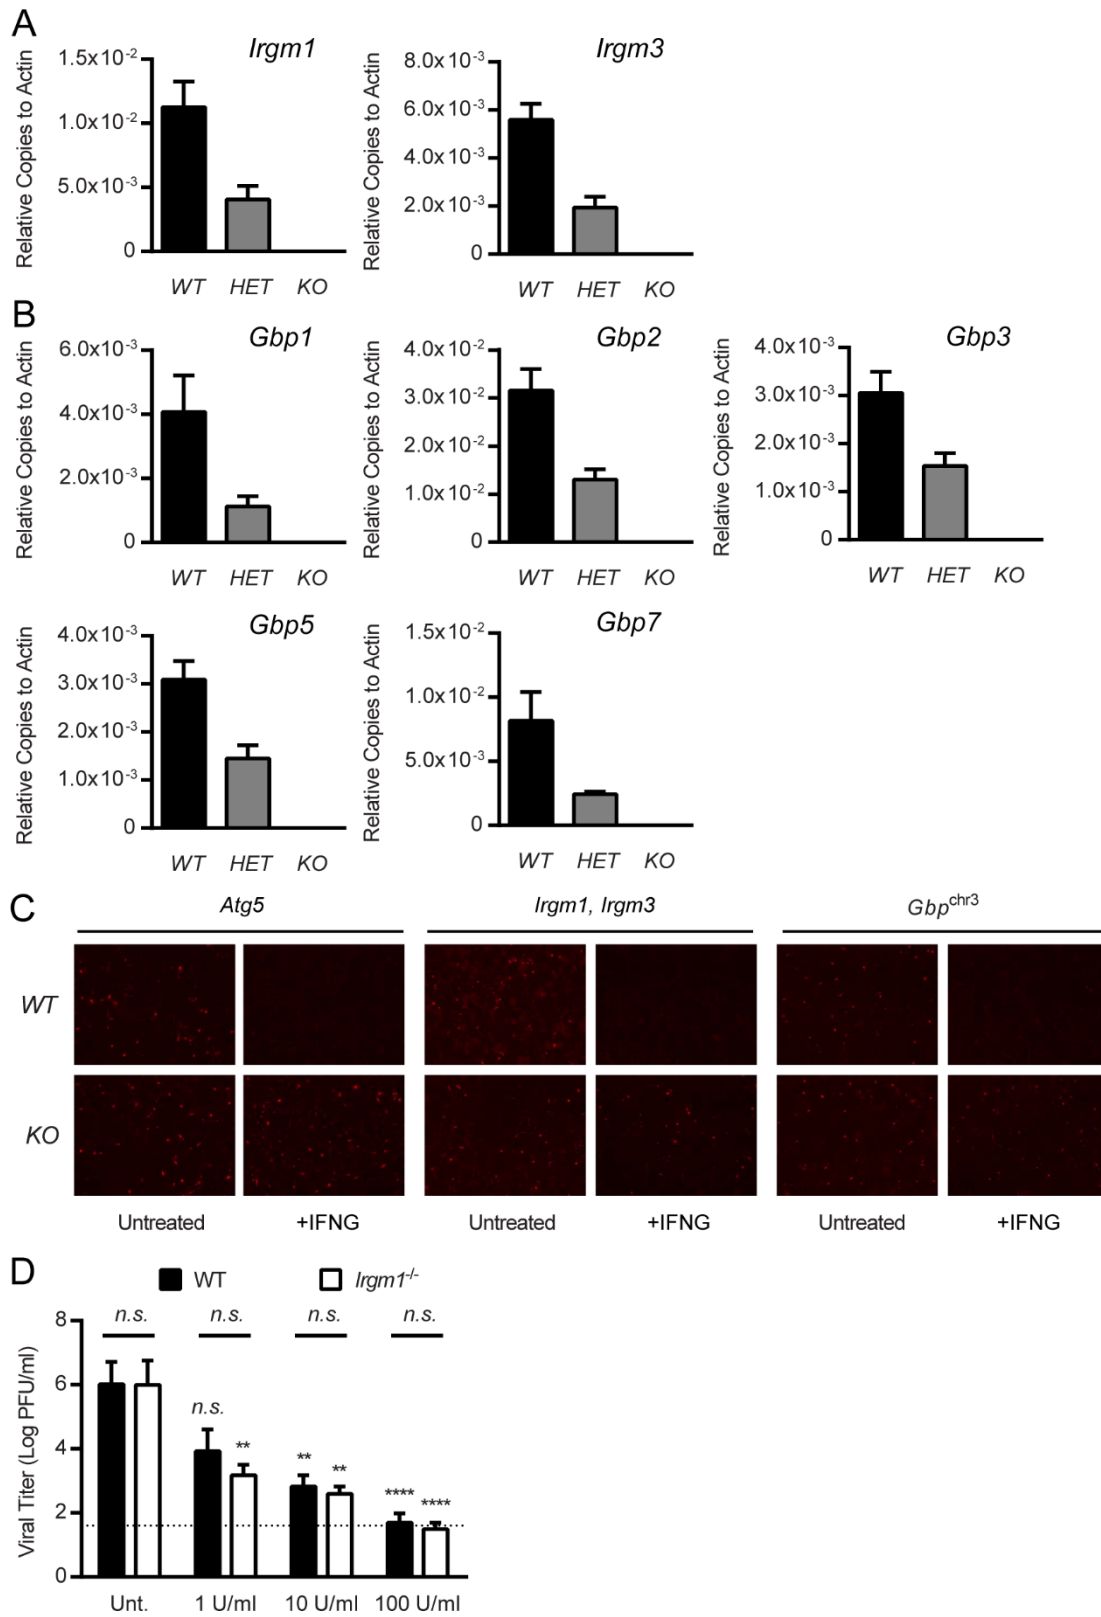 A
Irgm1
Relative Copies to Actin
1.5x10-2
1.0x10-2
5.0x10-3
0
WT HET KO
Irgm3
Relative Copies to Actin
8.0x10-3
6.0x10-3
4.0x10-3
2.0x10-3
0
WT HET KO
B
Gbp1
Relative Copies to Actin
6.0x10-3
4.0x10-3
2.0x10-3
0
WT HET KO
Gbp2
Relative Copies to Actin
4.0x10-2
3.0x10-2
2.0x10-2
1.0x10-2
0
WT HET KO
Gbp3
Relative Copies to Actin
4.0x10-3
3.0x10-3
2.0x10-3
1.0x10-3
0
WT HET KO
Gbp5
Relative Copies to Actin
4.0x10-3
3.0x10-3
2.0x10-3
1.0x10-3
0
WT HET KO
Gbp7
Relative Copies to Actin
1.5x10-2
1.0x10-2
5.0x10-3
0
WT HET KO
C
Atg5 Irgm1, Irgm3 Gbpchr3
WT
KO
Untreated +IFNG Untreated +IFNG Untreated +IFNG
D
WT Irgm1-/-
n.s. n.s. n.s. n.s.
Viral Titer (Log PFU/ml)
8
6
4
2
0
n.s. ** ** ** **** ****
Unt. 1 U/ml 10 U/ml 100 U/ml